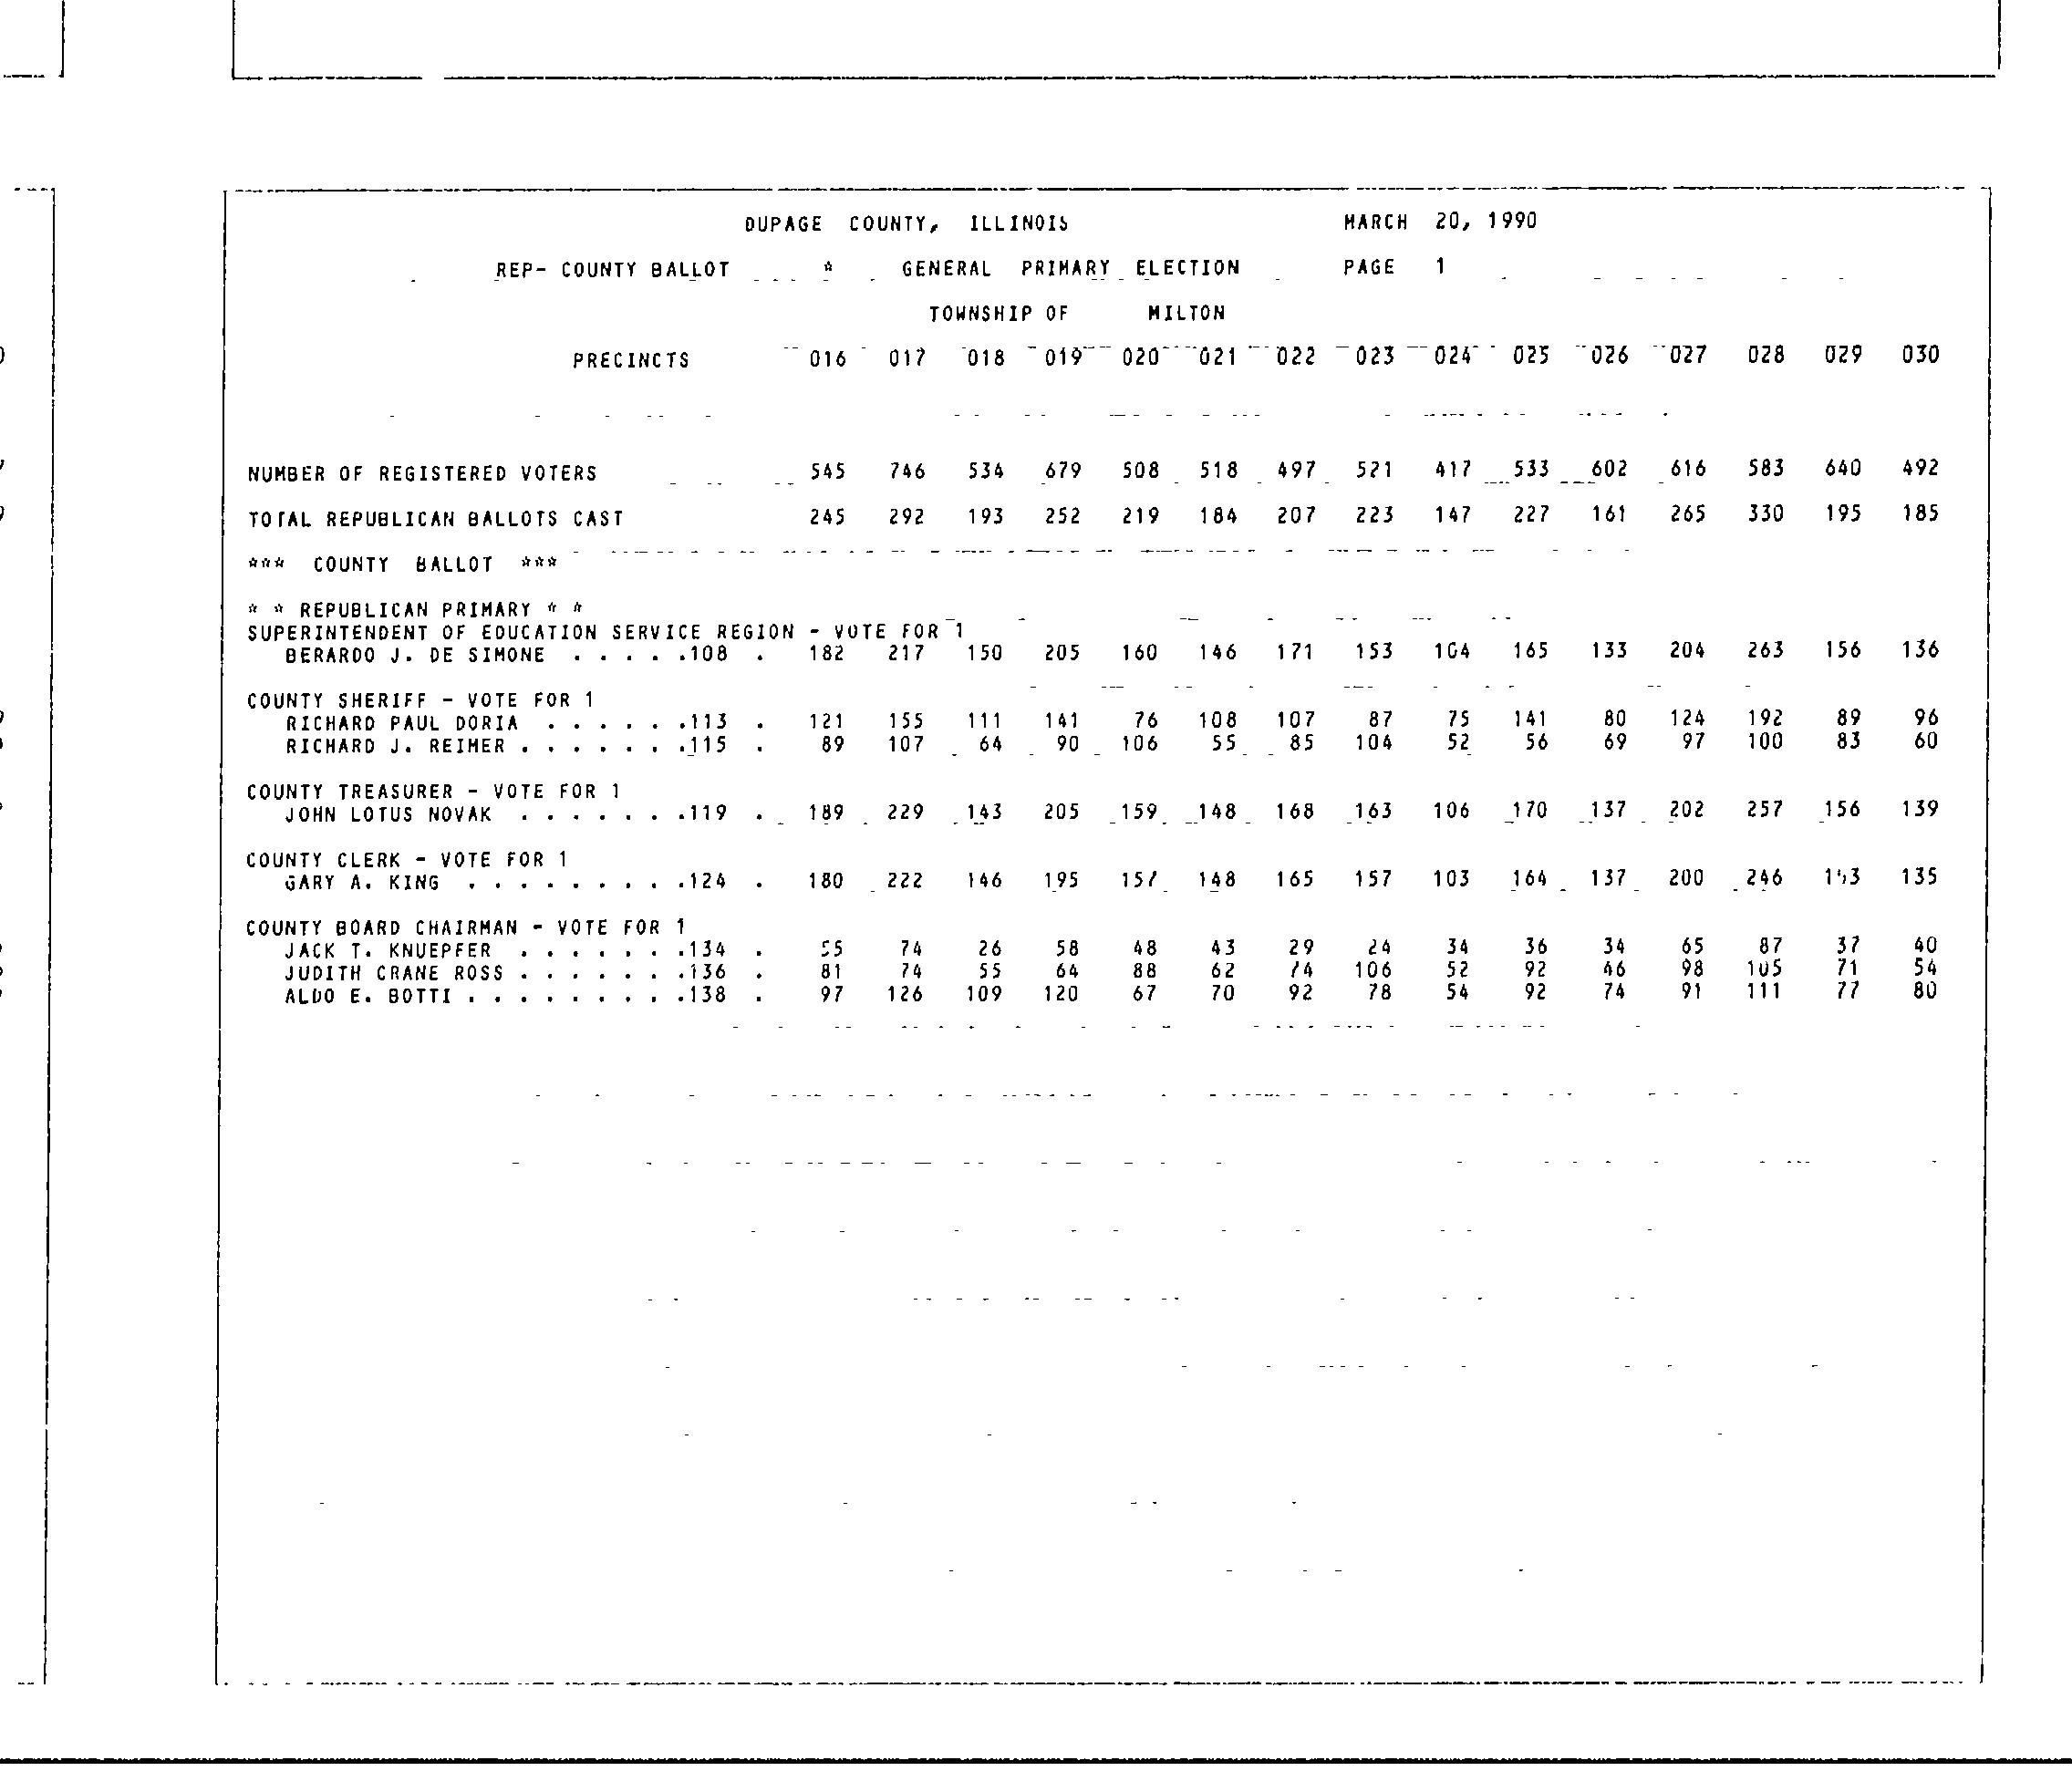 DUPAGE COUNTY, ILLINOIS MARCH 20, 1990
REP- COUNTY BALLOT * GENERAL PRIMARY ELECTION PAGE 1
TOWNSHIP OF MILTON
PRECINCTS 016 017 018 019 020 021 022 023 024 025 026 027 028 029 030
NUMBER OF REGISTERED VOTERS 545 746 534 679 508 518 497 521 417 533 602 616 583 640 492
TOTAL REPUBLICAN BALLOTS CAST 245 292 193 252 219 184 207 223 147 227 161 265 330 195 185
*** COUNTY BALLOT ***
* * REPUBLICAN PRIMARY * *
SUPERINTENDENT OF EDUCATION SERVICE REGION - VOTE FOR 1
BERARDO J. DE SIMONE . . . . .108 . 182 217 150 205 160 146 171 153 104 165 133 204 263 156 136
COUNTY SHERIFF - VOTE FOR 1
RICHARD PAUL DORIA . . . . . .113 . 121 155 111 141 76 108 107 87 75 141 80 124 192 89 96
RICHARD J. REIMER . . . . . . .115 . 89 107 64 90 106 55 85 104 52 56 69 97 100 83 60
COUNTY TREASURER - VOTE FOR 1
JOHN LOTUS NOVAK . . . . . . .119 . 189 229 143 205 159 148 168 163 106 170 137 202 257 156 139
COUNTY CLERK - VOTE FOR 1
GARY A. KING . . . . . . . . .124 . 180 222 146 195 157 148 165 157 103 164 137 200 246 135
COUNTY BOARD CHAIRMAN - VOTE FOR 1
JACK T. KNUEPFER . . . . . . .134 . 55 74 26 58 48 43 29 24 34 36 34 65 87 37 40
JUDITH CRANE ROSS . . . . . . .136 . 81 74 55 64 88 62 74 106 52 92 46 98 105 71 54
ALDO E. BOTTI . . . . . . . . .138 . 97 126 109 120 67 70 92 78 54 92 74 91 111 77 80